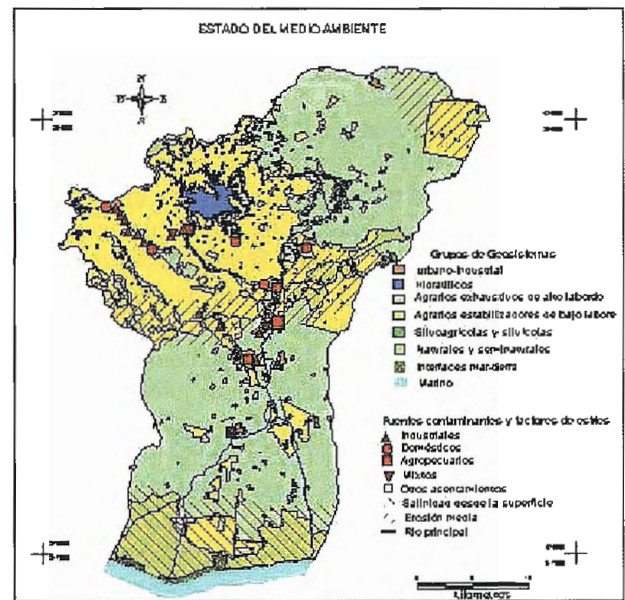 ESTADO DEL MEDIO AMBIENTE
N
W E
S
Grupos de Geosistemas
Urbano-industrial
Hidráulicos
Agrarios exhaustivos de alto laboreo
Agrarios estabilizadores de bajo labore
Silvoagrícolas y silvícolas
Naturales y seminaturales
Interfaces mar-tierra
Marino
Fuentes contaminantes y factores de estrés
Industriales
Domésticos
Agropecuarios
Mixtos
Otros asentamientos
Salinidad desde la superficie
Erosión media
Río principal
Kilómetros